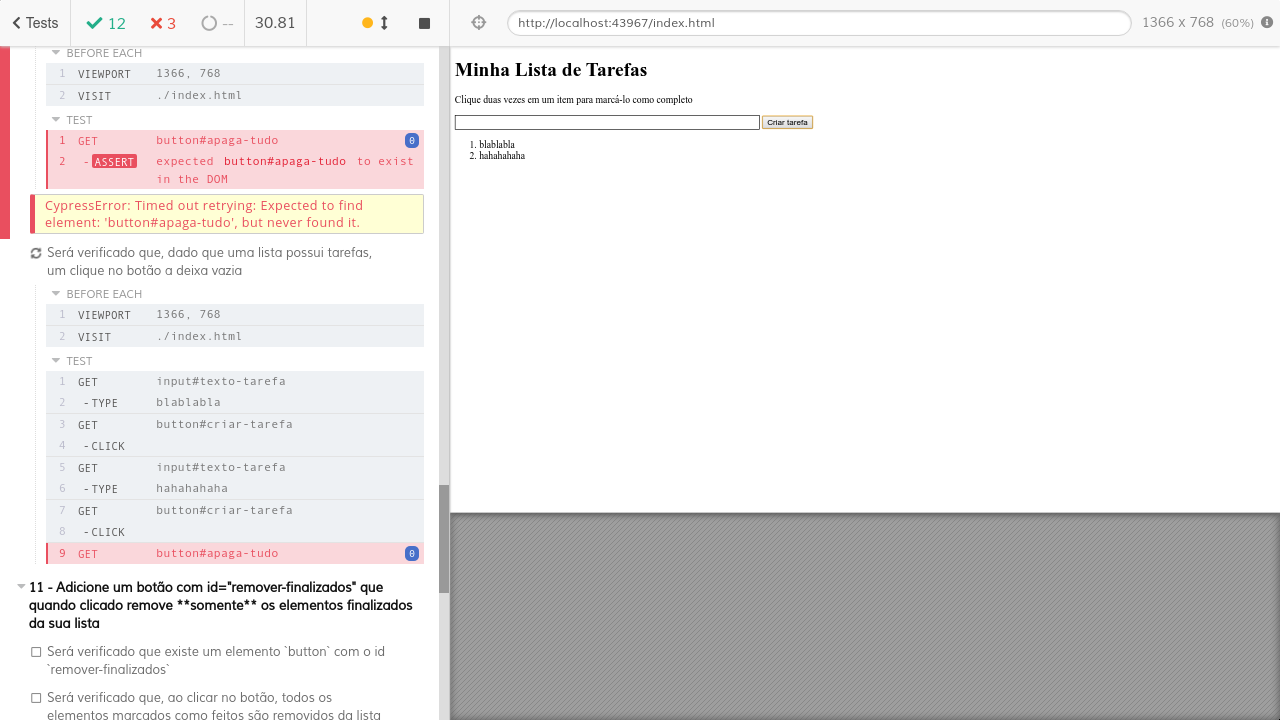 Tests
12
3
--
30.81
http://localhost:43967/index.html
1366 x 768 (60%)
BEFORE EACH
1 VIEWPORT 1366, 768
2 VISIT ./index.html
TEST
1 GET button#apaga-tudo 0
2 -ASSERT expected button#apaga-tudo to exist
in the DOM
CypressError: Timed out retrying: Expected to find
element: 'button#apaga-tudo', but never found it.
Será verificado que, dado que uma lista possui tarefas,
um clique no botão a deixa vazia
BEFORE EACH
1 VIEWPORT 1366, 768
2 VISIT ./index.html
TEST
1 GET input#texto-tarefa
2 -TYPE blablabla
3 GET button#criar-tarefa
4 -CLICK
5 GET input#texto-tarefa
6 -TYPE hahahahaha
7 GET button#criar-tarefa
8 -CLICK
9 GET button#apaga-tudo 0
11 - Adicione um botão com id="remover-finalizados" que
quando clicado remove **somente** os elementos finalizados
da sua lista
Será verificado que existe um elemento `button` com o id
`remover-finalizados`
Será verificado que, ao clicar no botão, todos os
elementos marcados como feitos são removidos da lista
Minha Lista de Tarefas
Clique duas vezes em um item para marcá-lo como completo
Criar tarefa
1. blablabla
2. hahahahaha